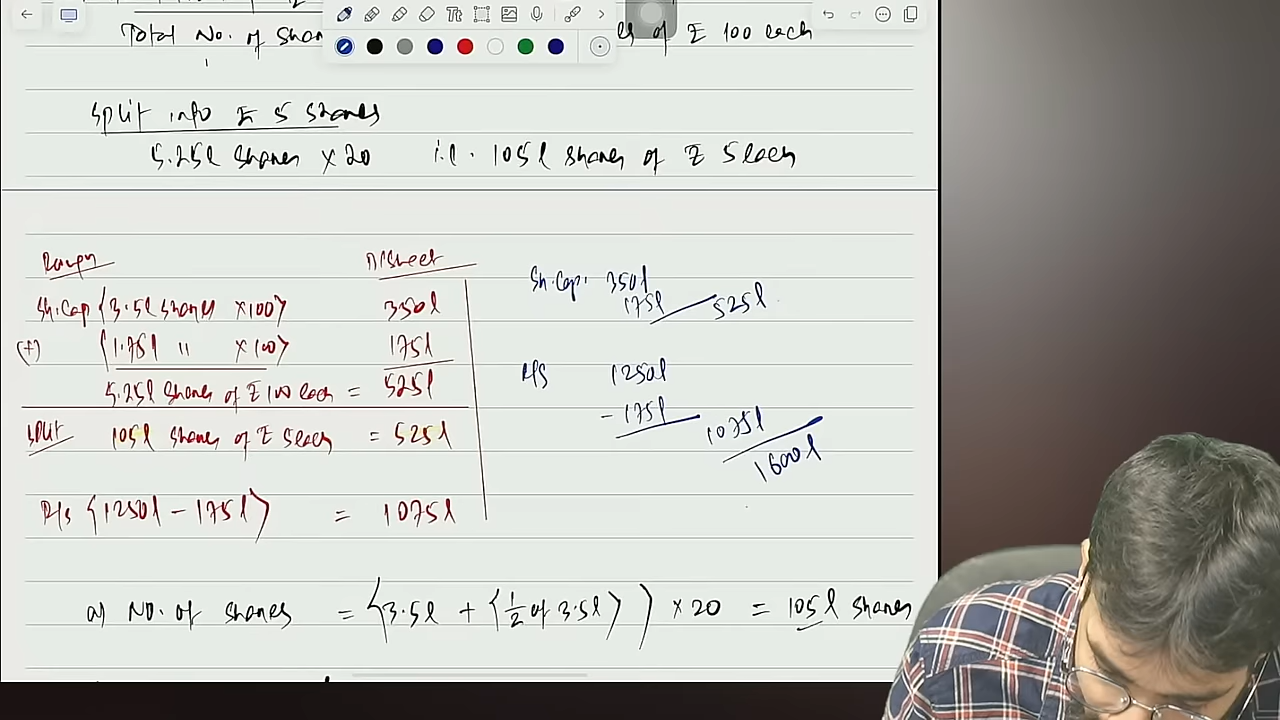 Total No. of Shar
of ₹ 100 each
Split into ₹ 5 Shares
5.25l Shares × 20 i.e. 105l shares of ₹ 5 each
B/Sheet
Sh.Cap {3.5l shares × 100} 350l
(+) {1.75l " × 100} 175l
5.25l shares of ₹ 100 each = 525l
Split 105l shares of ₹ 5 each = 525l
R/s {1250l - 175l} = 1075l
Sh.Cap. 350l
175l 525l
R/s 1250l
- 175l 1075l
1600l
a) No. of shares = {3.5l + {1/2 of 3.5l}} × 20 = 105l shares